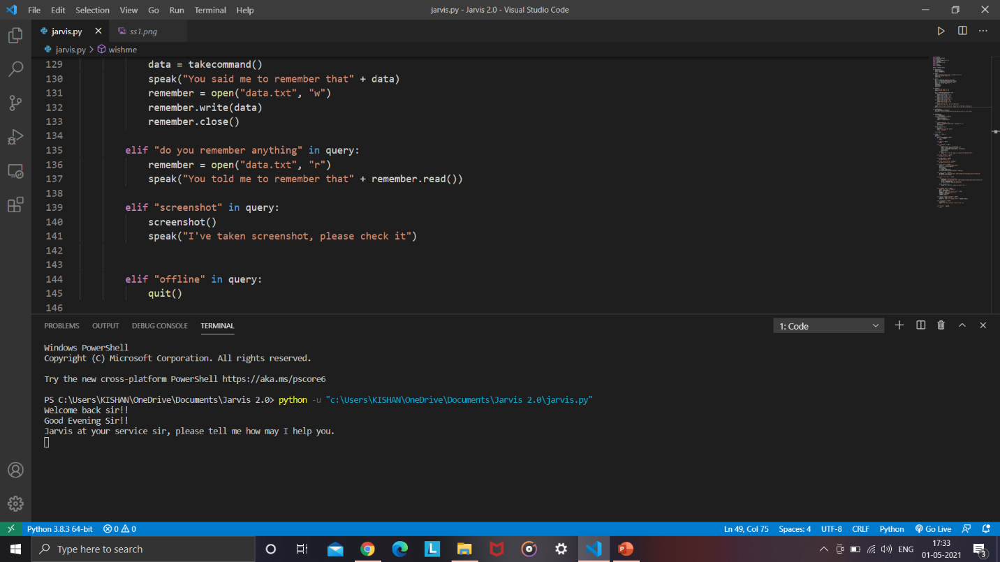 File Edit Selection View Go Run Terminal Help jarvis.py - Jarvis 2.0 - Visual Studio Code
jarvis.py ss1.png
jarvis.py > wishme
129 data = takecommand()
130 speak("You said me to remember that" + data)
131 remember = open("data.txt", "w")
132 remember.write(data)
133 remember.close()
134
135 elif "do you remember anything" in query:
136 remember = open("data.txt", "r")
137 speak("You told me to remember that" + remember.read())
138
139 elif "screenshot" in query:
140 screenshot()
141 speak("I've taken screenshot, please check it")
142
143
144 elif "offline" in query:
145 quit()
146
PROBLEMS OUTPUT DEBUG CONSOLE TERMINAL 1: Code
Windows PowerShell
Copyright (C) Microsoft Corporation. All rights reserved.
Try the new cross-platform PowerShell https://aka.ms/pscore6
PS C:\Users\KISHAN\OneDrive\Documents\Jarvis 2.0> python -u "c:\Users\KISHAN\OneDrive\Documents\Jarvis 2.0\jarvis.py"
Welcome back sir!!
Good Evening Sir!!
Jarvis at your service sir, please tell me how may I help you.
Python 3.8.3 64-bit 0 0 Ln 49, Col 75 Spaces: 4 UTF-8 CRLF Python Go Live
Type here to search L ENG 17:33
01-05-2021 3